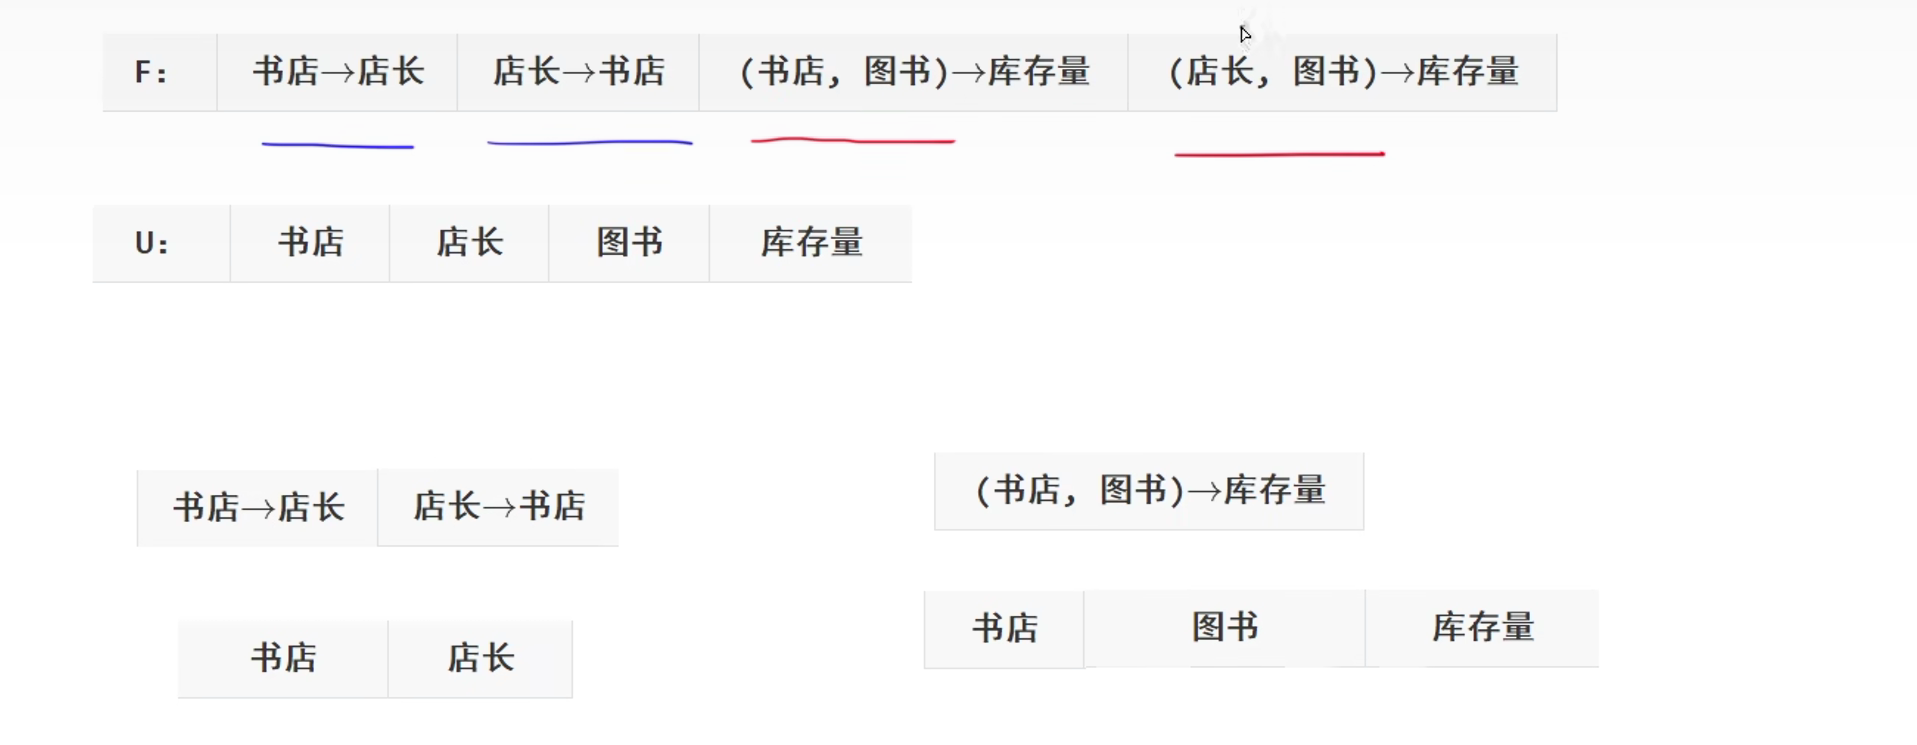 F: 书店→店长 店长→书店 (书店, 图书)→库存量 (店长, 图书)→库存量
U: 书店 店长 图书 库存量
书店→店长 店长→书店
(书店, 图书)→库存量
书店 店长
书店 图书 库存量